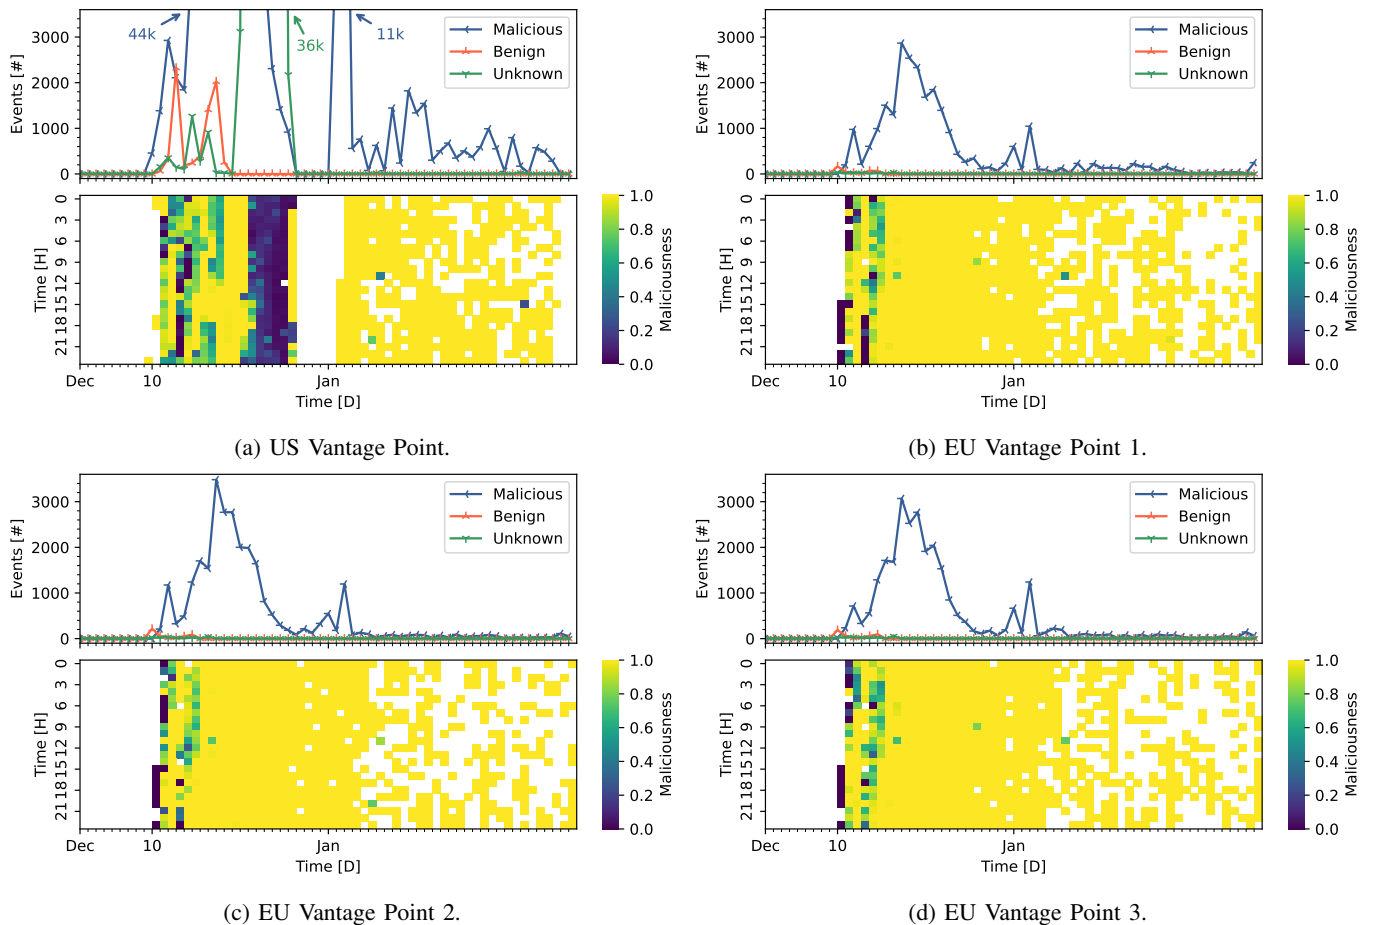 44k
36k
11k
Malicious
Benign
Unknown
Events [#]
3000
2000
1000
0
Time [H]
0
3
6
9
12
15
18
21
1.0
0.8
0.6
0.4
0.2
0.0
Maliciousness
Dec
10
Jan
Time [D]
(a) US Vantage Point.
Malicious
Benign
Unknown
Events [#]
3000
2000
1000
0
Time [H]
0
3
6
9
12
15
18
21
1.0
0.8
0.6
0.4
0.2
0.0
Maliciousness
Dec
10
Jan
Time [D]
(b) EU Vantage Point 1.
Malicious
Benign
Unknown
Events [#]
3000
2000
1000
0
Time [H]
0
3
6
9
12
15
18
21
1.0
0.8
0.6
0.4
0.2
0.0
Maliciousness
Dec
10
Jan
Time [D]
(c) EU Vantage Point 2.
Malicious
Benign
Unknown
Events [#]
3000
2000
1000
0
Time [H]
0
3
6
9
12
15
18
21
1.0
0.8
0.6
0.4
0.2
0.0
Maliciousness
Dec
10
Jan
Time [D]
(d) EU Vantage Point 3.